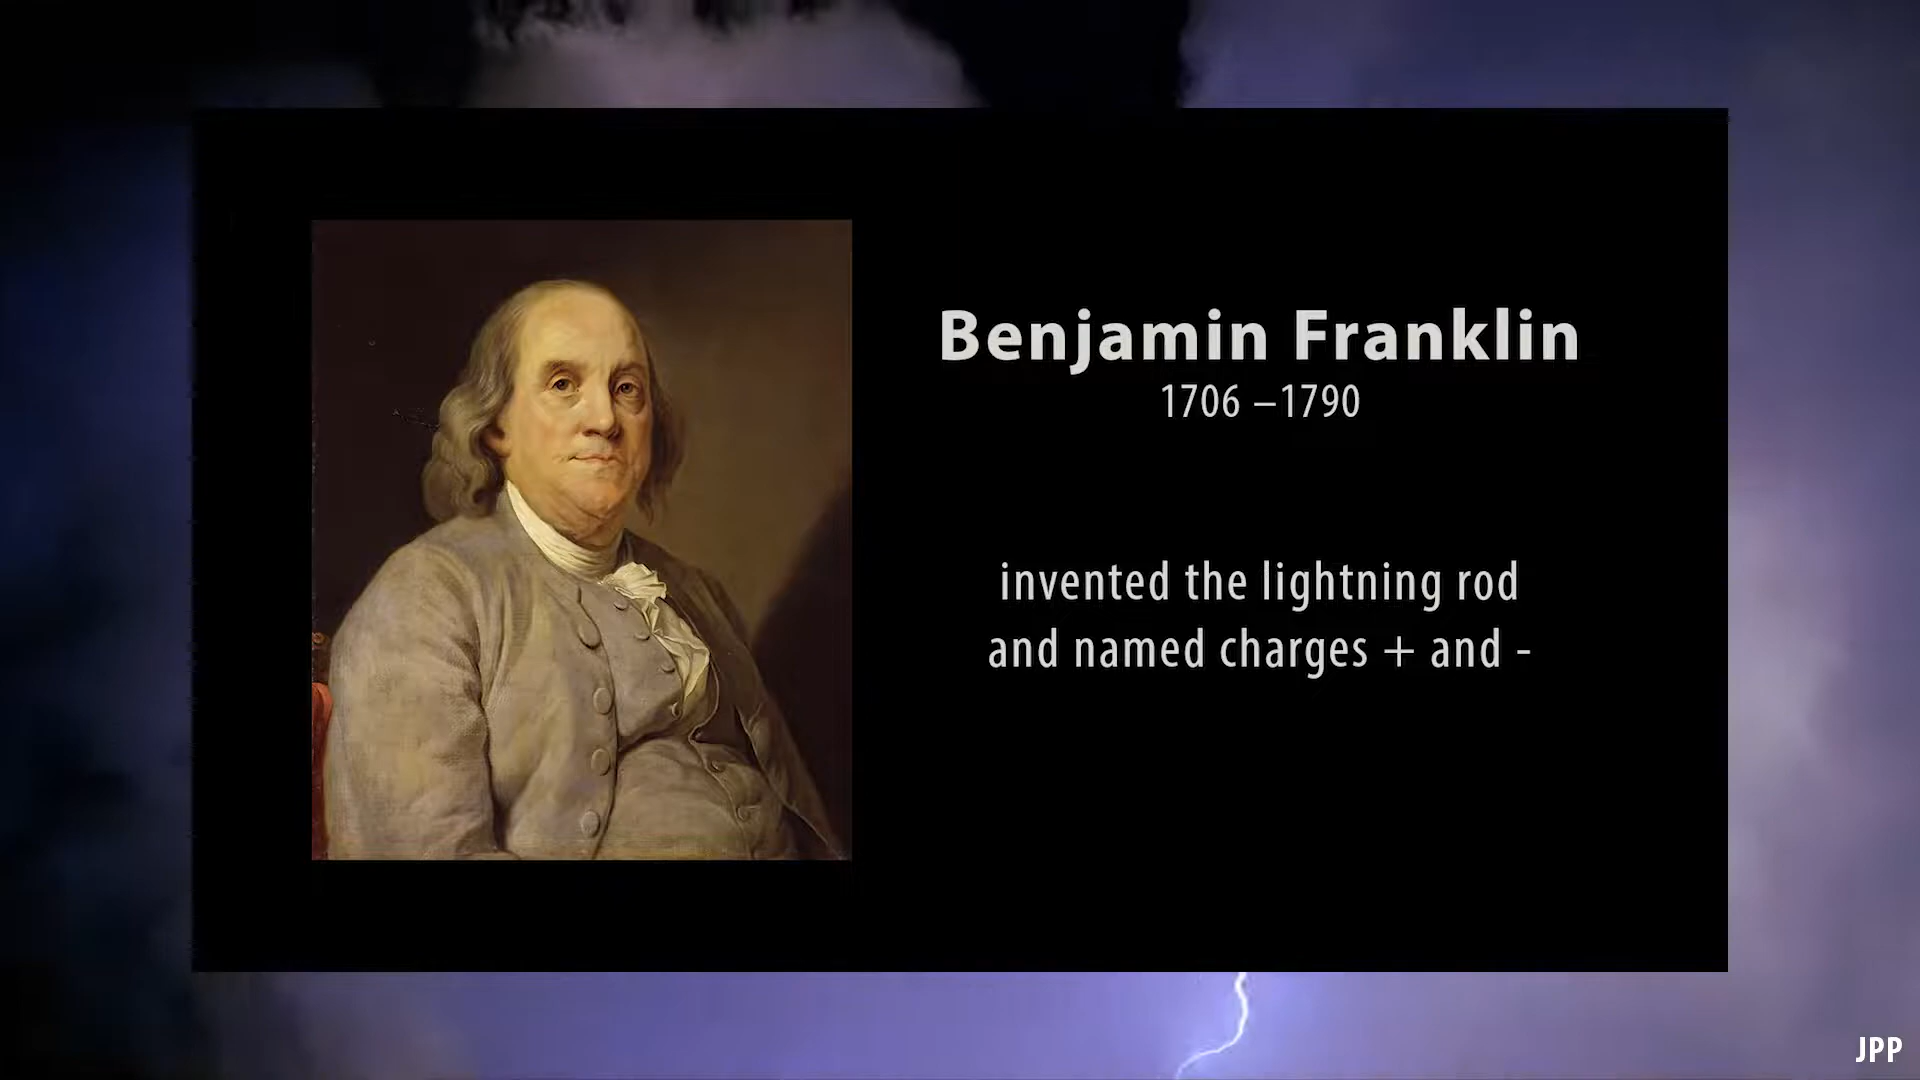 Benjamin Franklin
1706 –1790
invented the lightning rod
and named charges + and -
JPP